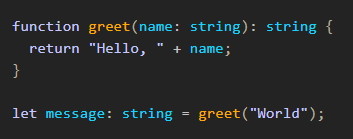 function greet(name: string): string {
  return "Hello, " + name;
}

let message: string = greet("World");